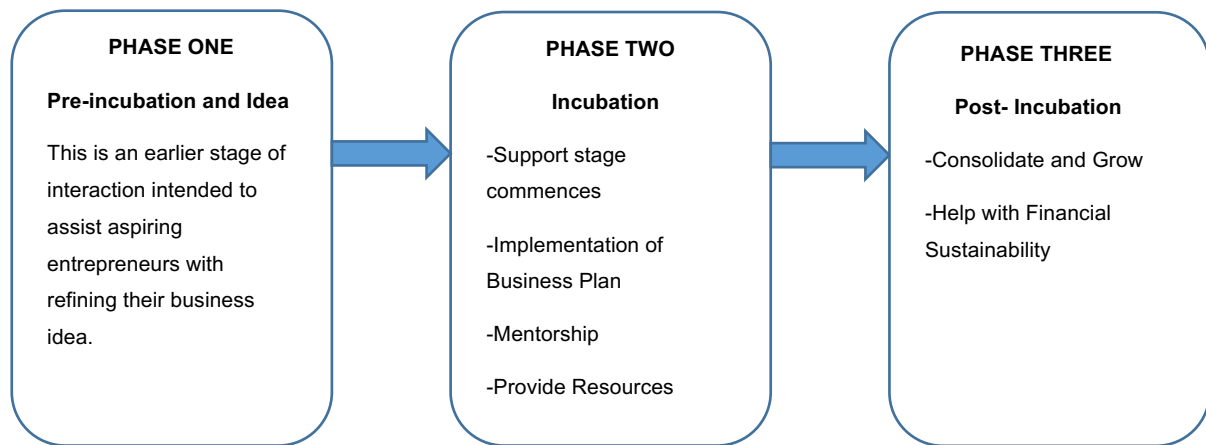 PHASE ONE
Pre-incubation and Idea
This is an earlier stage of
interaction intended to
assist aspiring
entrepreneurs with
refining their business
idea.
PHASE TWO
Incubation
-Support stage
commences
-Implementation of
Business Plan
-Mentorship
-Provide Resources
PHASE THREE
Post- Incubation
-Consolidate and Grow
-Help with Financial
Sustainability